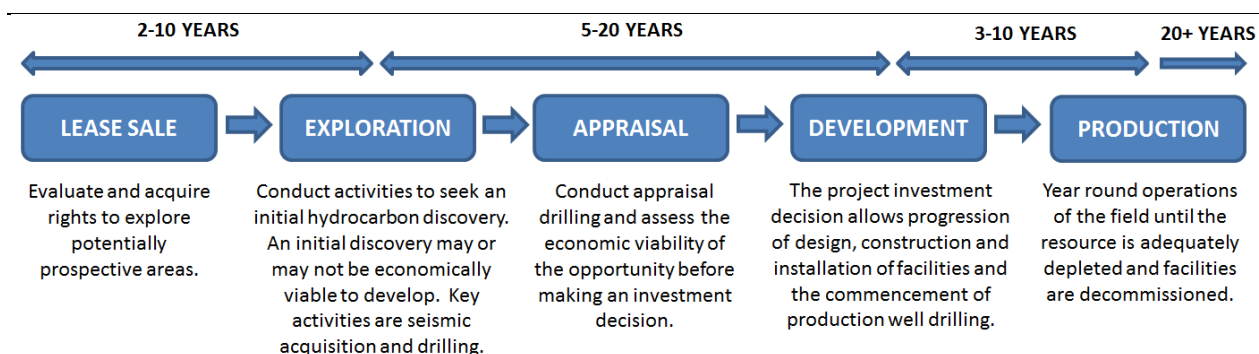 2-10 YEARS
5-20 YEARS
3-10 YEARS
20+ YEARS
LEASE SALE
EXPLORATION
APPRAISAL
DEVELOPMENT
PRODUCTION
Evaluate and acquire
rights to explore
potentially
prospective areas.
Conduct activities to seek an
initial hydrocarbon discovery.
An initial discovery may or
may not be economically
viable to develop.  Key
activities are seismic
acquisition and drilling.
Conduct appraisal
drilling and assess the
economic viability of
the opportunity before
making an investment
decision.
The project investment
decision allows progression
of design, construction and
installation of facilities and
the commencement of
production well drilling.
Year round operations
of the field until the
resource is adequately
depleted and facilities
are decommissioned.